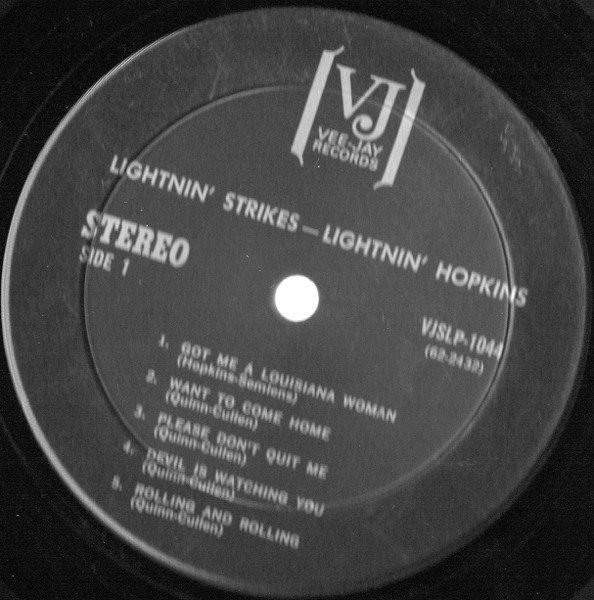 VJ
VEE-JAY
RECORDS
LIGHTNIN' STRIKES — LIGHTNIN' HOPKINS
STEREO
SIDE 1
VJSLP-1044
(62-2432)
1. GOT ME A LOUISIANA WOMAN
(Hopkins-Semiens)
2. WANT TO COME HOME
(Quinn-Cullen)
3. PLEASE DON'T QUIT ME
(Quinn-Cullen)
4. DEVIL IS WATCHING YOU
(Quinn-Cullen)
5. ROLLING AND ROLLING
(Quinn-Cullen)